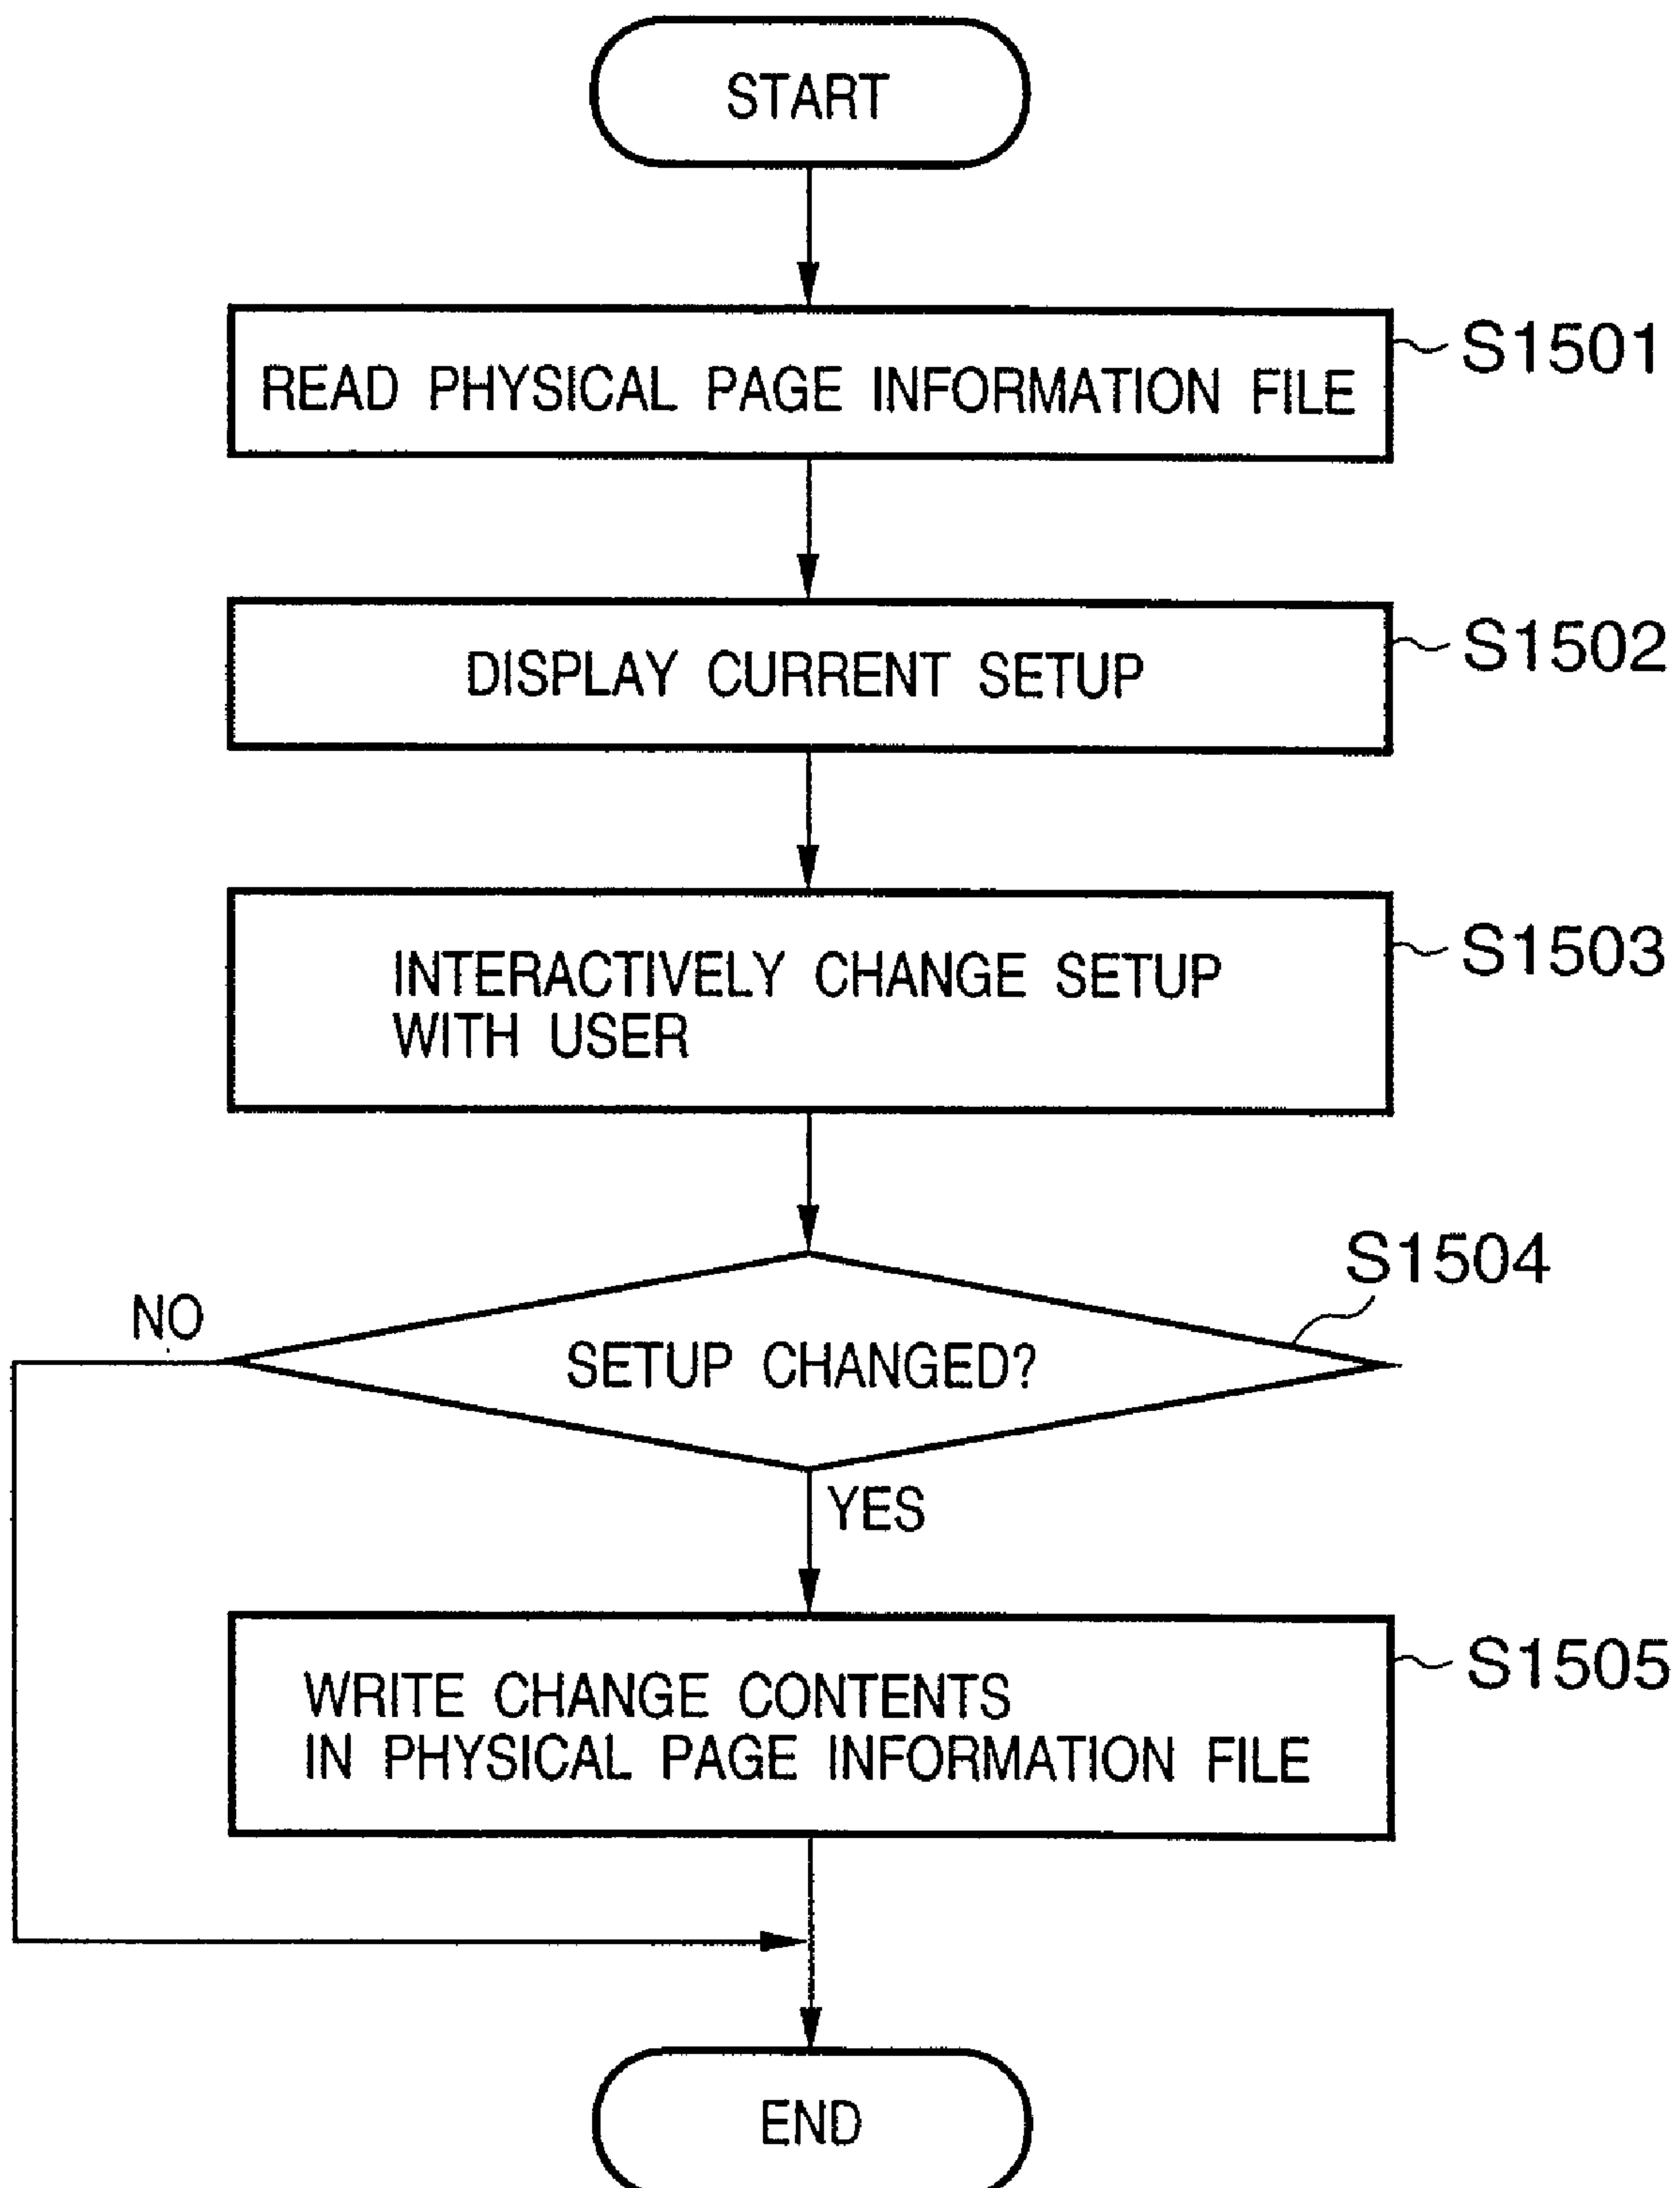 START
READ PHYSICAL PAGE INFORMATION FILE
S1501
DISPLAY CURRENT SETUP
S1502
INTERACTIVELY CHANGE SETUP
WITH USER
S1503
S1504
NO
SETUP CHANGED?
YES
WRITE CHANGE CONTENTS
IN PHYSICAL PAGE INFORMATION FILE
S1505
END